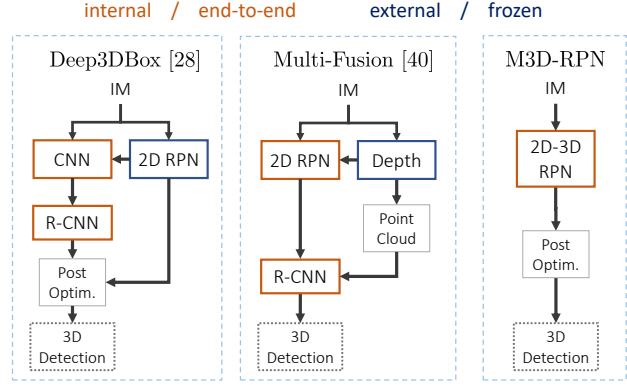 internal / end-to-end external / frozen
Deep3DBox [28]
IM
CNN
2D RPN
R-CNN
Post
Optim.
3D
Detection
Multi-Fusion [40]
IM
2D RPN
Depth
Point
Cloud
R-CNN
3D
Detection
M3D-RPN
IM
2D-3D
RPN
Post
Optim.
3D
Detection